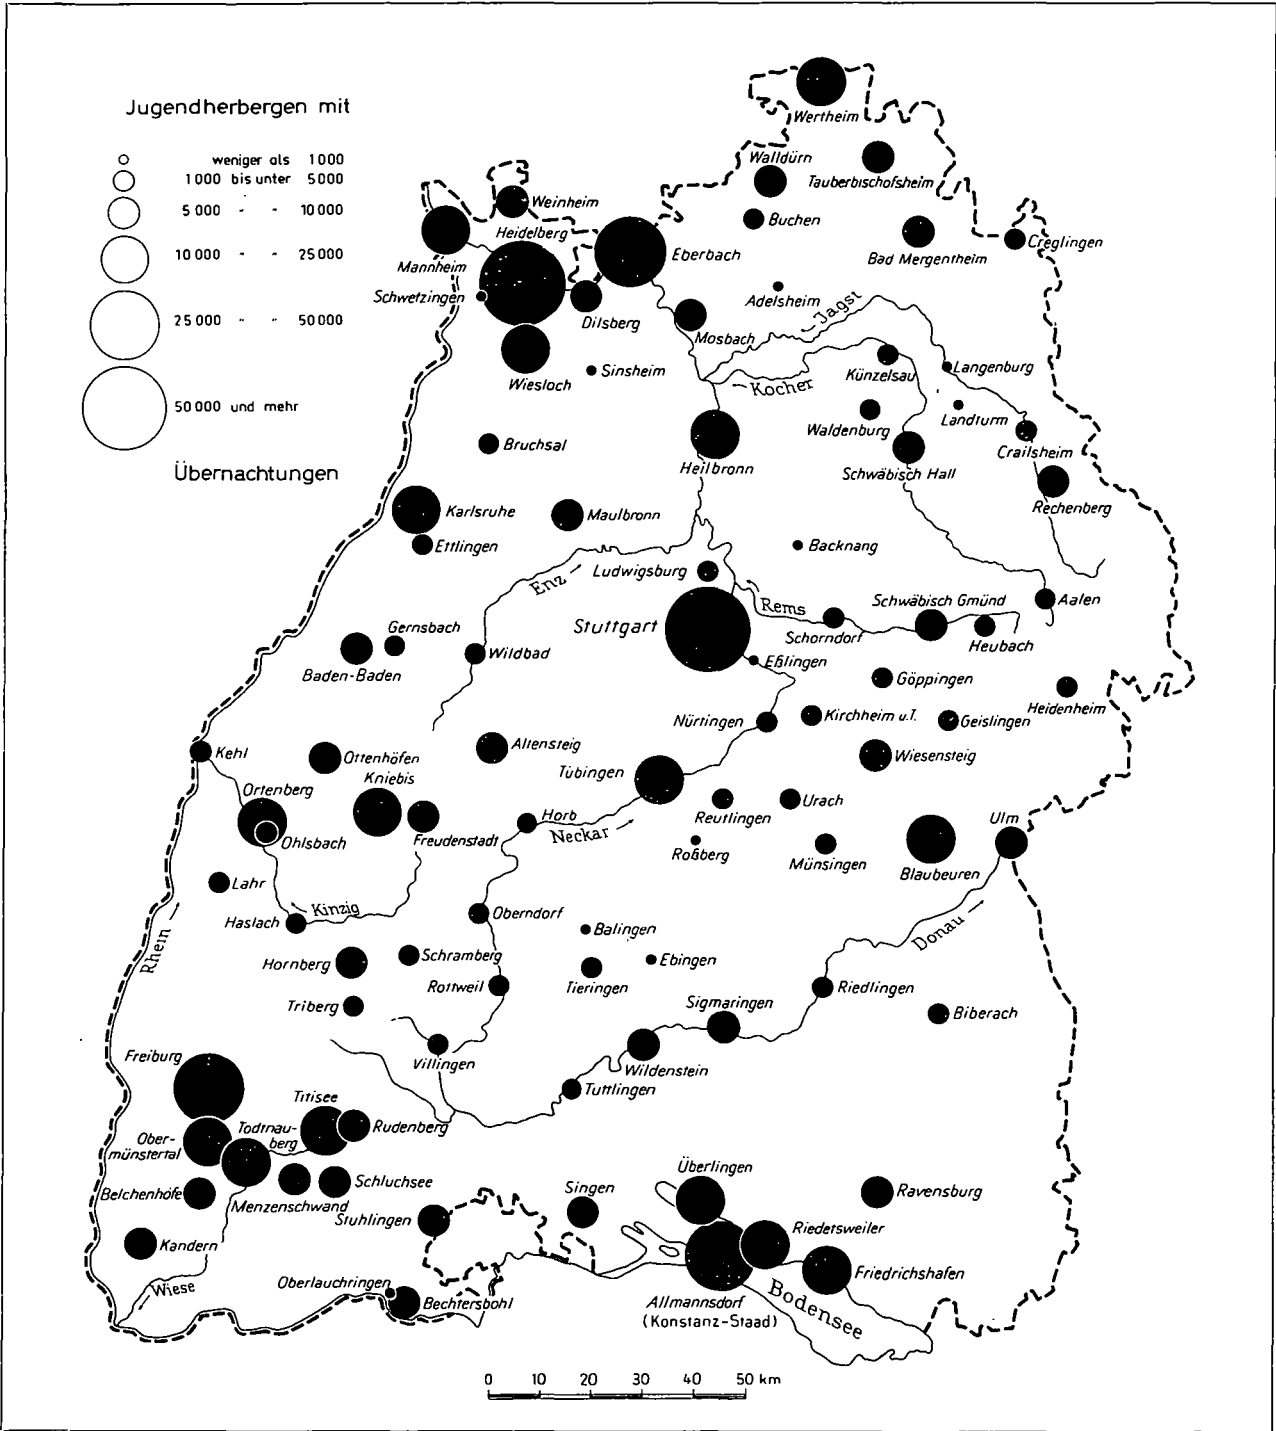 Jugendherbergen mit
weniger als 1000
1000 bis unter 5000
5000 " " 10000
10000 " " 25000
25000 " " 50000
50000 und mehr
Übernachtungen
Wertheim
Walldürn
Tauberbischofsheim
Weinheim
Buchen
Heidelberg
Creglingen
Eberbach
Bad Mergentheim
Mannheim
Schwetzingen
Adelsheim
Jagst
Dilsberg
Mosbach
Langenburg
Sinsheim
Künzelsau
Wiesloch
Kocher
Landturm
Waldenburg
Bruchsal
Crailsheim
Heilbronn
Schwäbisch Hall
Rechenberg
Karlsruhe
Maulbronn
Ettlingen
Backnang
Ludwigsburg
Enz
Rems
Schwäbisch Gmünd
Aalen
Stuttgart
Gernsbach
Schorndorf
Heubach
Wildbad
Eßlingen
Baden-Baden
Göppingen
Heidenheim
Nürtingen
Kirchheim u.T.
Geislingen
Kehl
Altensteig
Ottenhöfen
Wiesensteig
Tübingen
Kniebis
Ortenberg
Urach
Horb
Reutlingen
Ulm
Neckar
Ohlsbach
Freudenstadt
Roßberg
Münsingen
Blaubeuren
Lahr
Kinzig
Oberndorf
Haslach
Balingen
Donau
Rhein
Schramberg
Ebingen
Hornberg
Rottweil
Tieringen
Riedlingen
Sigmaringen
Triberg
Biberach
Freiburg
Villingen
Wildenstein
Tuttlingen
Titisee
Todtnau-
berg
Rudenberg
Ober-
münstertal
Überlingen
Schluchsee
Singen
Ravensburg
Belchenhöfe
Menzenschwand
Stühlingen
Riedetsweiler
Kandern
Friedrichshafen
Oberlauchringen
Wiese
Bechtersbohl
Allmannsdorf
(Konstanz-Staad)
Bodensee
0 10 20 30 40 50 km